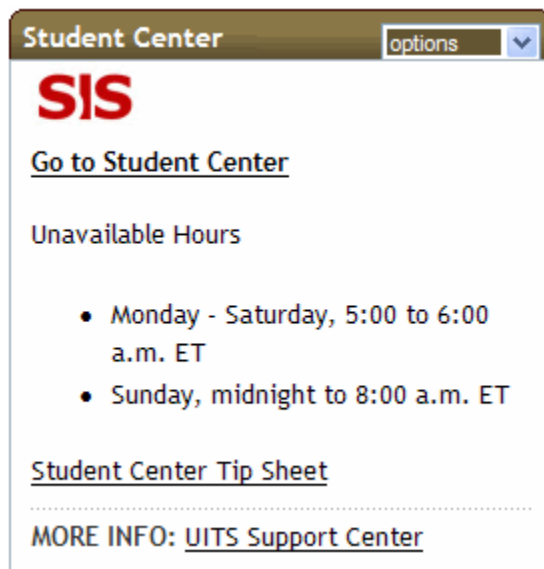 Student Center
options
SIS
Go to Student Center
Unavailable Hours
• Monday - Saturday, 5:00 to 6:00
a.m. ET
• Sunday, midnight to 8:00 a.m. ET
Student Center Tip Sheet
MORE INFO: UITS Support Center